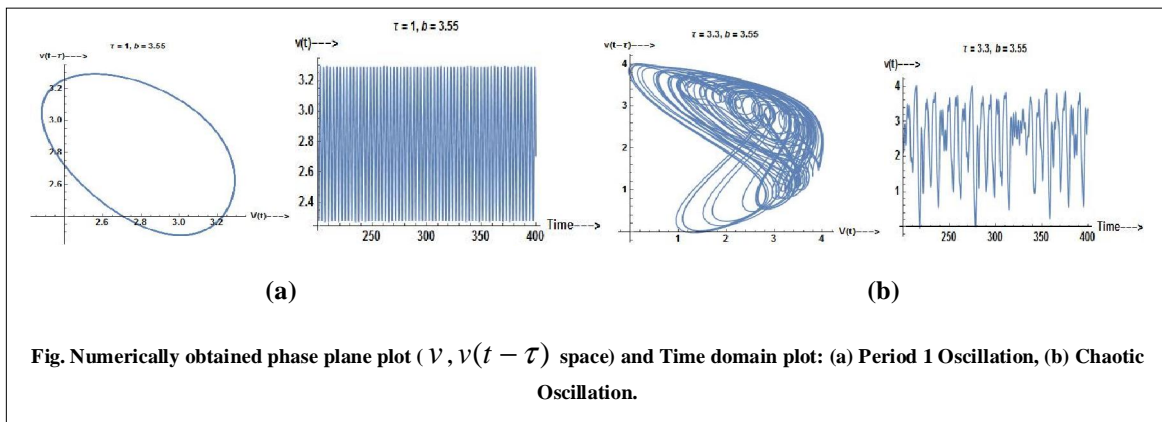 τ = 1, b = 3.55
v(t-τ)---->
3.2
3.0
2.8
2.6
2.6 2.8 3.0 3.2
V(t)---->
τ = 1, b = 3.55
v(t)---->
3.2
3.0
2.8
2.6
2.4
250 300 350 400
Time---->
(a)
τ = 3.3, b = 3.55
v(t-τ)---->
4
3
2
1
0
0 1 2 3 4
V(t)---->
τ = 3.3, b = 3.55
v(t)---->
4
3
2
1
250 300 350 400
Time---->
(b)
Fig. Numerically obtained phase plane plot ( v , v(t − τ) space) and Time domain plot: (a) Period 1 Oscillation, (b) Chaotic
Oscillation.